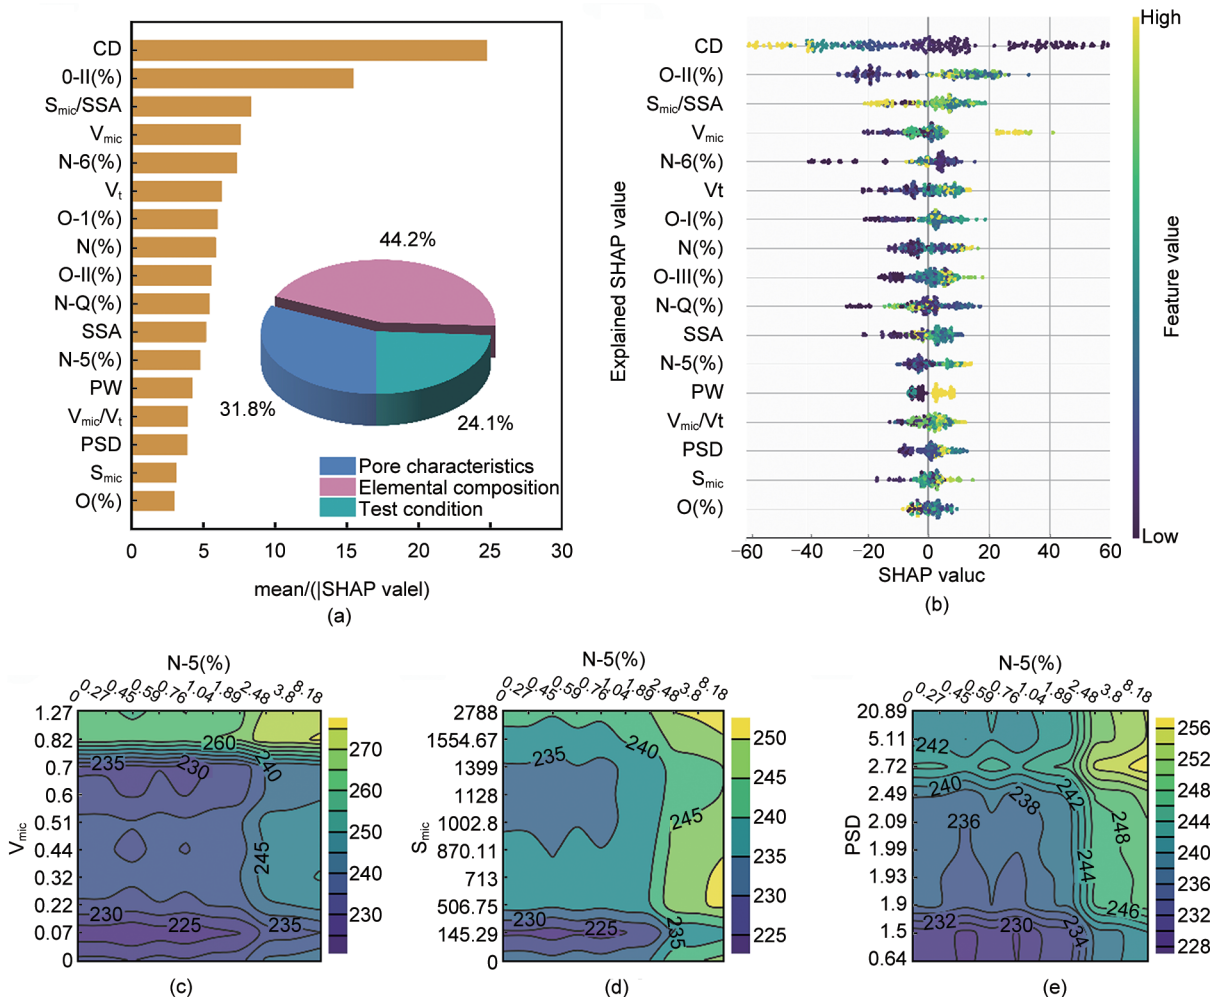 CD
0-II(%)
Smic/SSA
Vmic
N-6(%)
Vt
O-1(%)
N(%)
O-II(%)
N-Q(%)
SSA
N-5(%)
PW
Vmic/Vt
PSD
Smic
O(%)
44.2%
31.8%
24.1%
Pore characteristics
Elemental composition
Test condition
0 5 10 15 20 25 30
mean/(|SHAP valel)
(a)
Explained SHAP value
CD
O-II(%)
Smic/SSA
Vmic
N-6(%)
Vt
O-I(%)
N(%)
O-III(%)
N-Q(%)
SSA
N-5(%)
PW
Vmic/Vt
PSD
Smic
O(%)
−60 −40 −20 0 20 40 60
SHAP valuc
(b)
High
Feature value
Low
N-5(%)
0 0.27 0.45 0.59 0.76 1.04 1.89 2.48 3.8 8.18
Vmic
1.27
0.82
0.7
0.6
0.51
0.44
0.32
0.22
0.07
0
260
240
235
230
245
230
225
235
270
260
250
240
230
(c)
N-5(%)
0 0.27 0.45 0.59 0.76 1.04 1.89 2.48 3.8 8.18
Smic
2788
1554.67
1399
1128
1002.8
870.11
713
506.75
145.29
0
235
240
245
230
225
235
250
245
240
235
230
225
(d)
N-5(%)
0 0.27 0.45 0.59 0.76 1.04 1.89 2.48 3.8 8.18
PSD
20.89
5.11
2.72
2.49
2.09
1.99
1.93
1.9
1.5
0.64
242
240
238
242
236
248
244
246
232
230
234
256
252
248
244
240
236
232
228
(e)